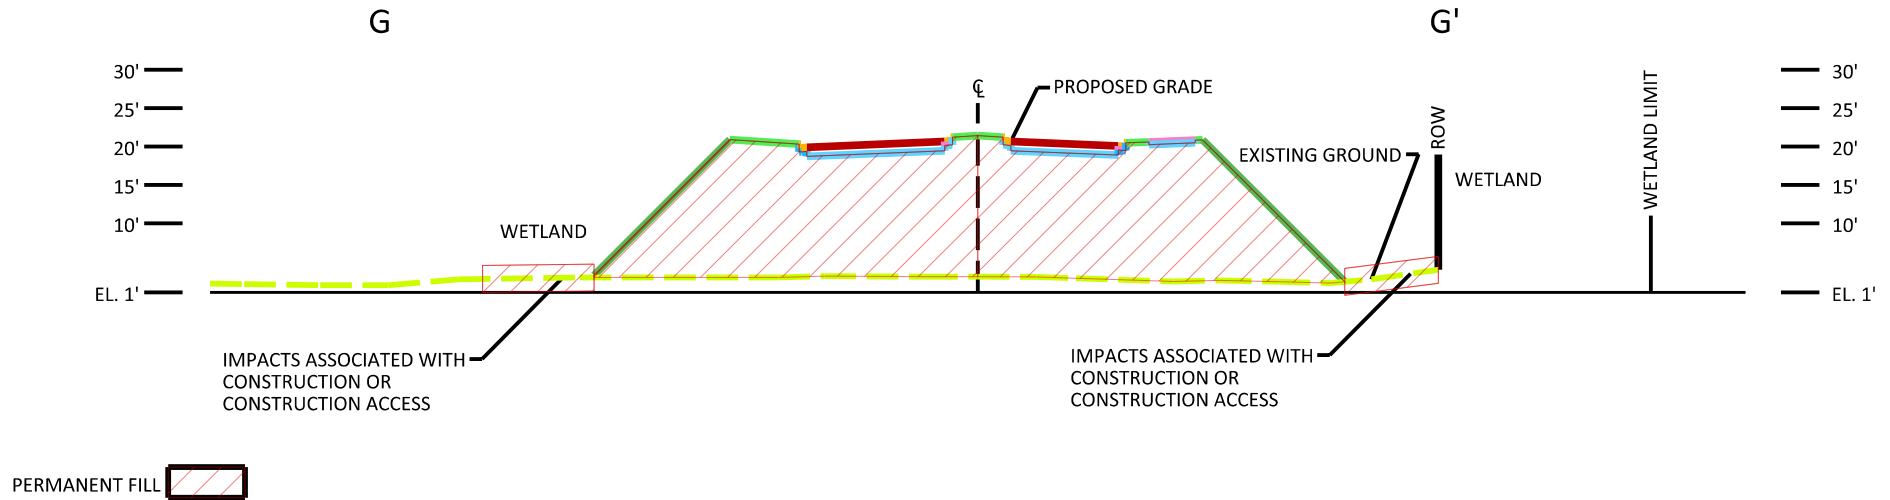 G
G'
30'
25'
20'
15'
10'
EL. 1'
℄
PROPOSED GRADE
EXISTING GROUND
ROW
WETLAND
WETLAND
WETLAND LIMIT
30'
25'
20'
15'
10'
EL. 1'
IMPACTS ASSOCIATED WITH
CONSTRUCTION OR
CONSTRUCTION ACCESS
IMPACTS ASSOCIATED WITH
CONSTRUCTION OR
CONSTRUCTION ACCESS
PERMANENT FILL